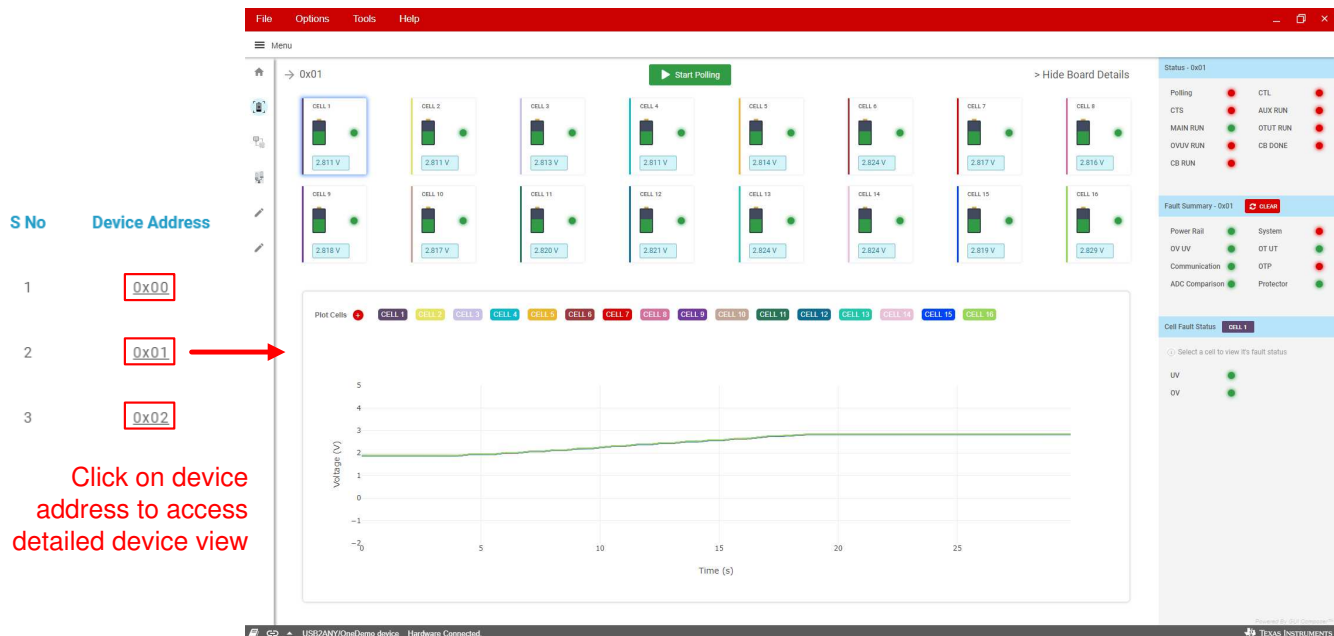 File Options Tools Help
Menu
→ 0x01
Start Polling
> Hide Board Details
CELL 1 CELL 2 CELL 3 CELL 4 CELL 5 CELL 6 CELL 7 CELL 8
2.811 V 2.811 V 2.813 V 2.811 V 2.814 V 2.824 V 2.817 V 2.816 V
CELL 9 CELL 10 CELL 11 CELL 12 CELL 13 CELL 14 CELL 15 CELL 16
2.818 V 2.817 V 2.820 V 2.821 V 2.824 V 2.824 V 2.819 V 2.829 V
Plot Cells + CELL 1 CELL 2 CELL 3 CELL 4 CELL 5 CELL 6 CELL 7 CELL 8 CELL 9 CELL 10 CELL 11 CELL 12 CELL 13 CELL 14 CELL 15 CELL 16
5
4
3
2
1
0
−1
−2
Voltage (V)
0 5 10 15 20 25
Time (s)
Status - 0x01
Polling CTL
CTS AUX RUN
MAIN RUN OTUT RUN
OVUV RUN CB DONE
CB RUN
Fault Summary - 0x01 CLEAR
Power Rail System
OV UV OT UT
Communication OTP
ADC Comparison Protector
Cell Fault Status CELL 1
Select a cell to view it's fault status
UV
OV
Powered By GUI Composer™
USB2ANY/OneDemo device Hardware Connected.
TEXAS INSTRUMENTS
S No Device Address
1 0x00
2 0x01
3 0x02
Click on device
address to access
detailed device view